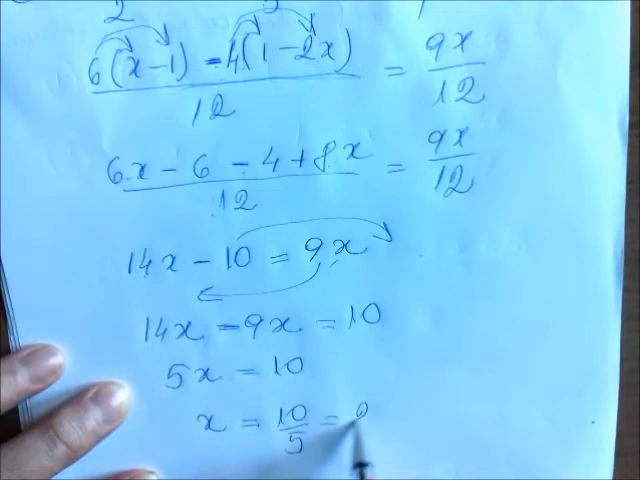 2 3
6(x-1) - 4(1-2x) / 12 = 9x / 12
6x - 6 - 4 + 8x / 12 = 9x / 12
14x - 10 = 9x
14x - 9x = 10
5x = 10
x = 10/5 =